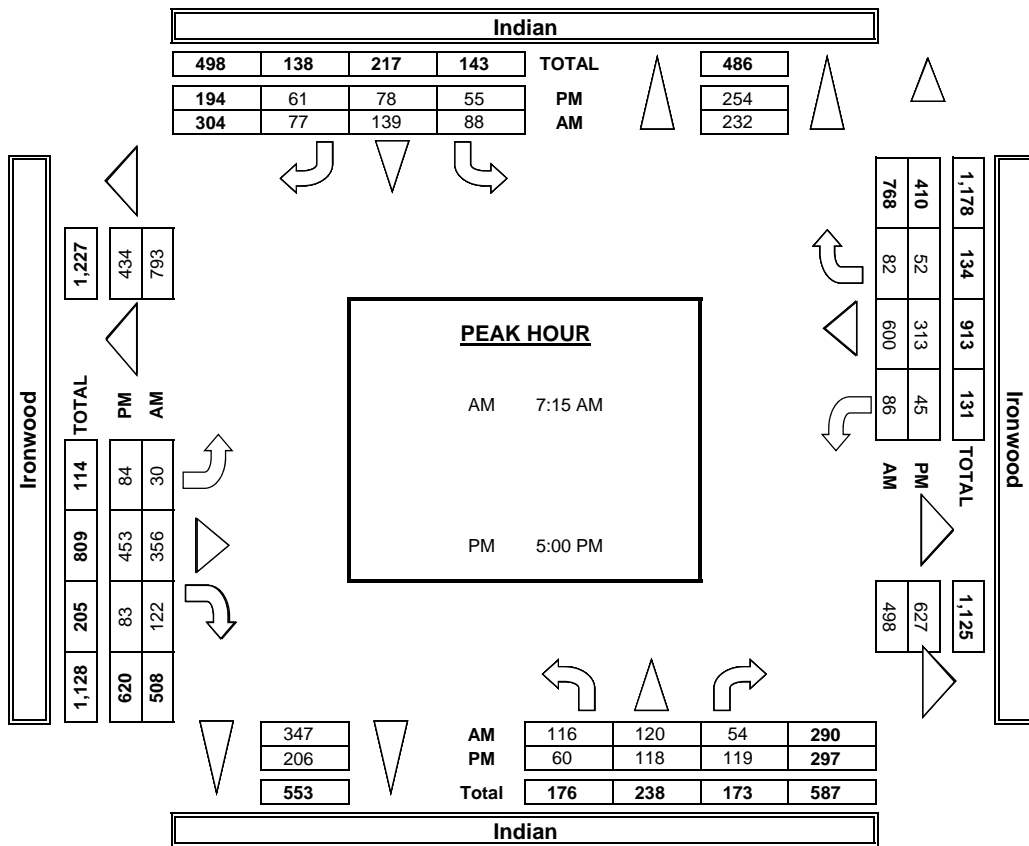 Indian
498 138 217 143 TOTAL 486
194 61 78 55 PM 254
304 77 139 88 AM 232
Ironwood
1,227 434 793
TOTAL PM AM
114 84 30
809 453 356
205 83 122
1,128 620 508
PEAK HOUR
AM 7:15 AM
PM 5:00 PM
768 410 1,178
82 52 134
600 313 913
86 45 131
AM PM TOTAL
498 627 1,125
Ironwood
347 AM 116 120 54 290
206 PM 60 118 119 297
553 Total 176 238 173 587
Indian